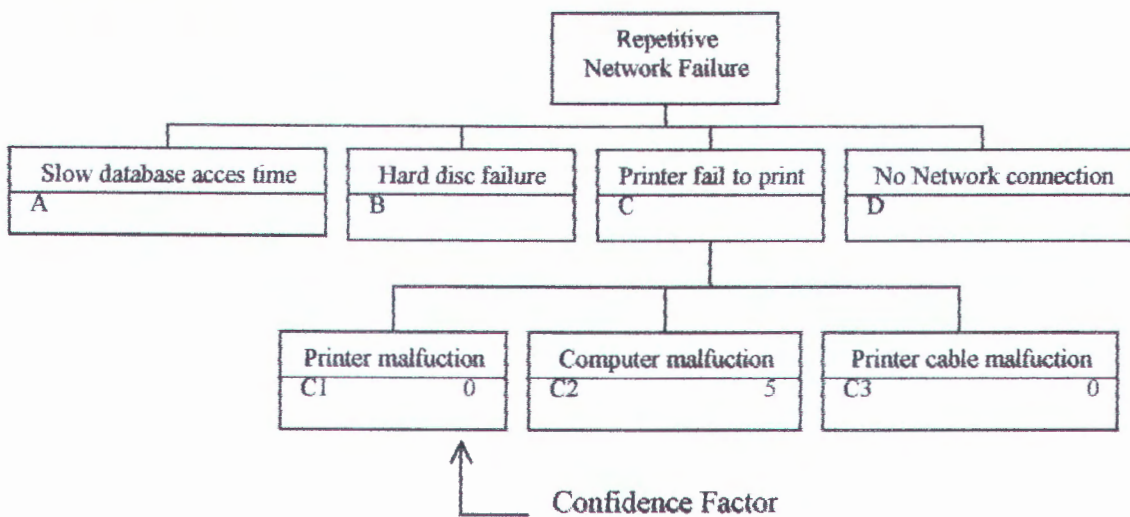 Repetitive
Network Failure
Slow database acces time
A
Hard disc failure
B
Printer fail to print
C
No Network connection
D
Printer malfuction
C1 0
Computer malfuction
C2 5
Printer cable malfuction
C3 0
Confidence Factor